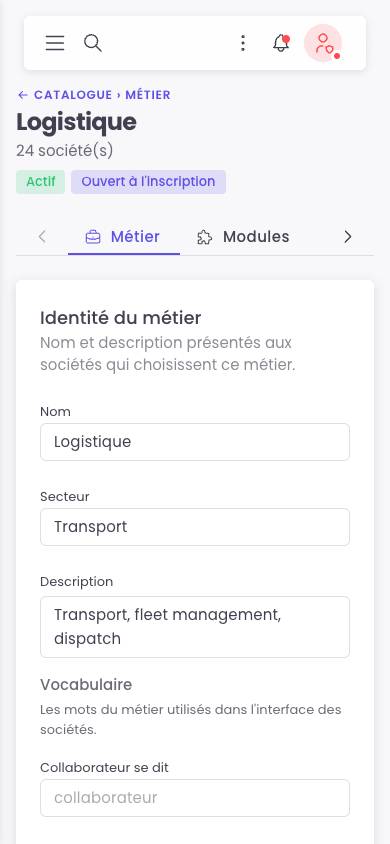 ← CATALOGUE › MÉTIER
Logistique
24 société(s)
Actif
Ouvert à l'inscription
Métier
Modules
Identité du métier
Nom et description présentés aux
sociétés qui choisissent ce métier.
Nom
Logistique
Secteur
Transport
Description
Transport, fleet management,
dispatch
Vocabulaire
Les mots du métier utilisés dans l'interface des
sociétés.
Collaborateur se dit
collaborateur